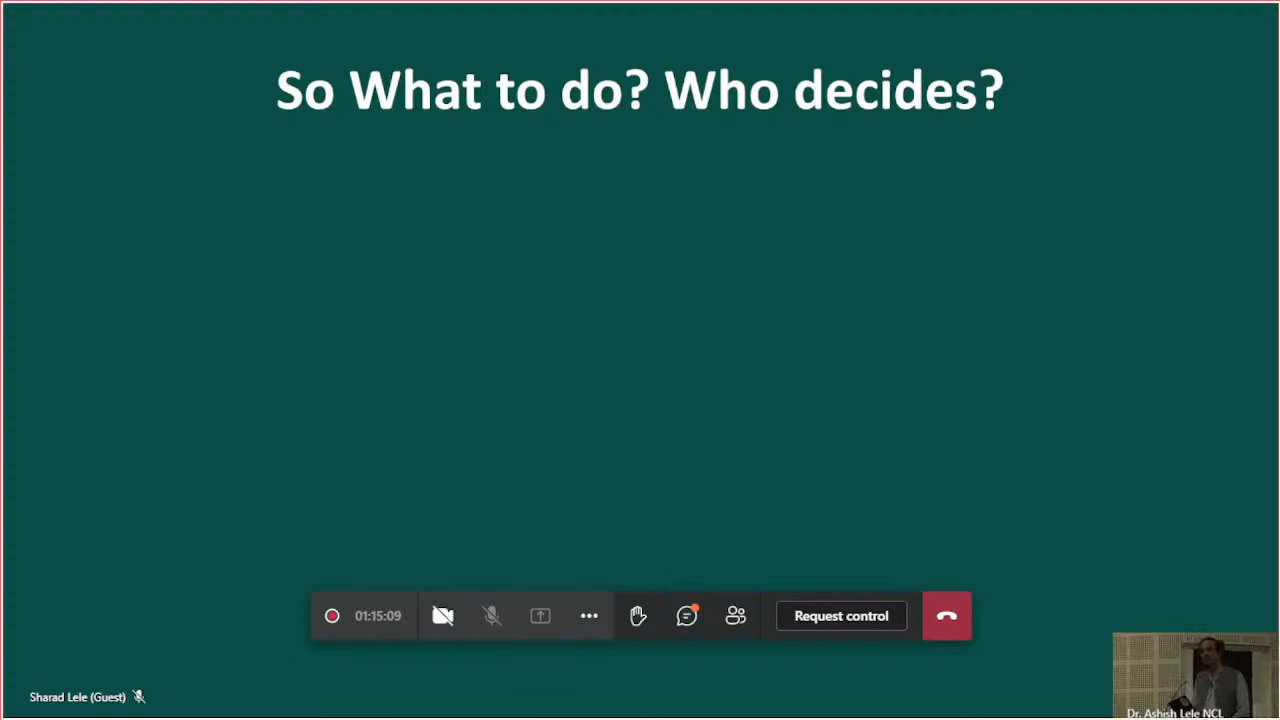 So What to do? Who decides?
01:15:09
Request control
Sharad Lele (Guest)
Dr. Ashish Lele NCL